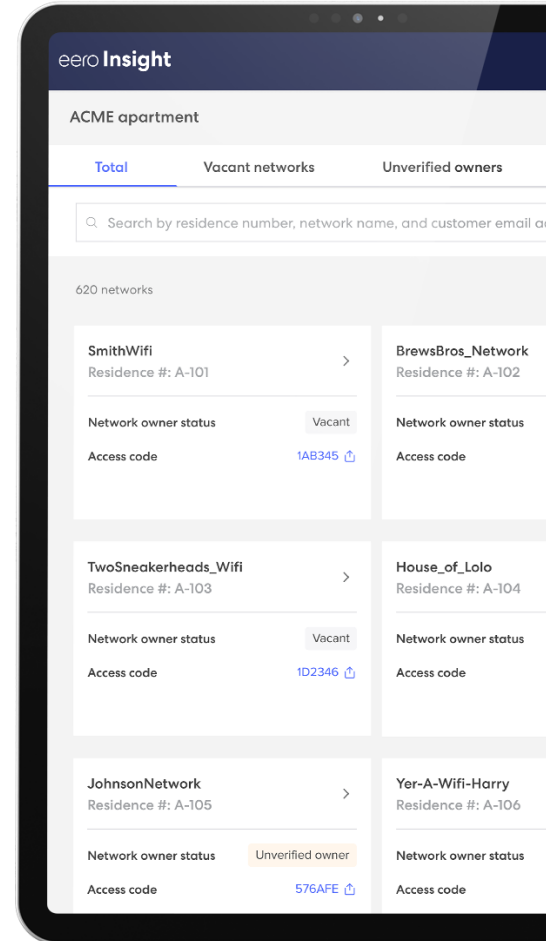 eero Insight
ACME apartment
Total Vacant networks Unverified owners
Search by residence number, network name, and customer email
620 networks
SmithWifi
Residence #: A-101
Network owner status Vacant
Access code 1AB345
BrewsBros_Network
Residence #: A-102
Network owner status
Access code
TwoSneakerheads_Wifi
Residence #: A-103
Network owner status Vacant
Access code 1D2346
House_of_Lolo
Residence #: A-104
Network owner status
Access code
JohnsonNetwork
Residence #: A-105
Network owner status Unverified owner
Access code 576AFE
Yer-A-Wifi-Harry
Residence #: A-106
Network owner status
Access code